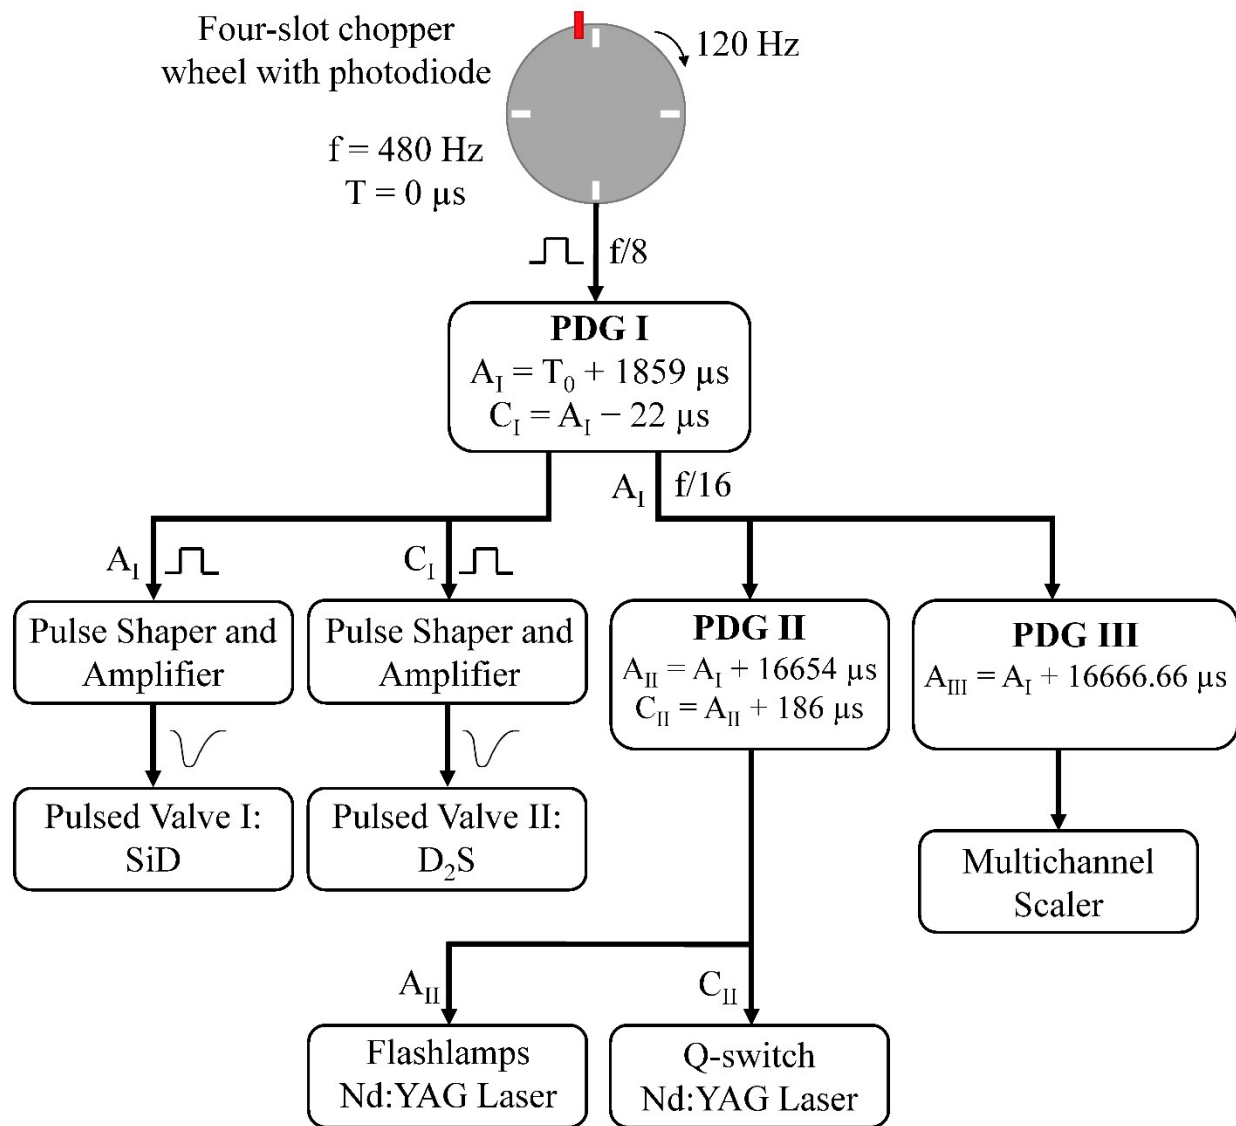 Four-slot chopper
wheel with photodiode
120 Hz
f = 480 Hz
T = 0 µs
f/8
PDG I
A_I = T_0 + 1859 µs
C_I = A_I − 22 µs
A_I
f/16
A_I
C_I
Pulse Shaper and
Amplifier
Pulse Shaper and
Amplifier
PDG II
A_II = A_I + 16654 µs
C_II = A_II + 186 µs
PDG III
A_III = A_I + 16666.66 µs
Pulsed Valve I:
SiD
Pulsed Valve II:
D₂S
Multichannel
Scaler
A_II
C_II
Flashlamps
Nd:YAG Laser
Q-switch
Nd:YAG Laser